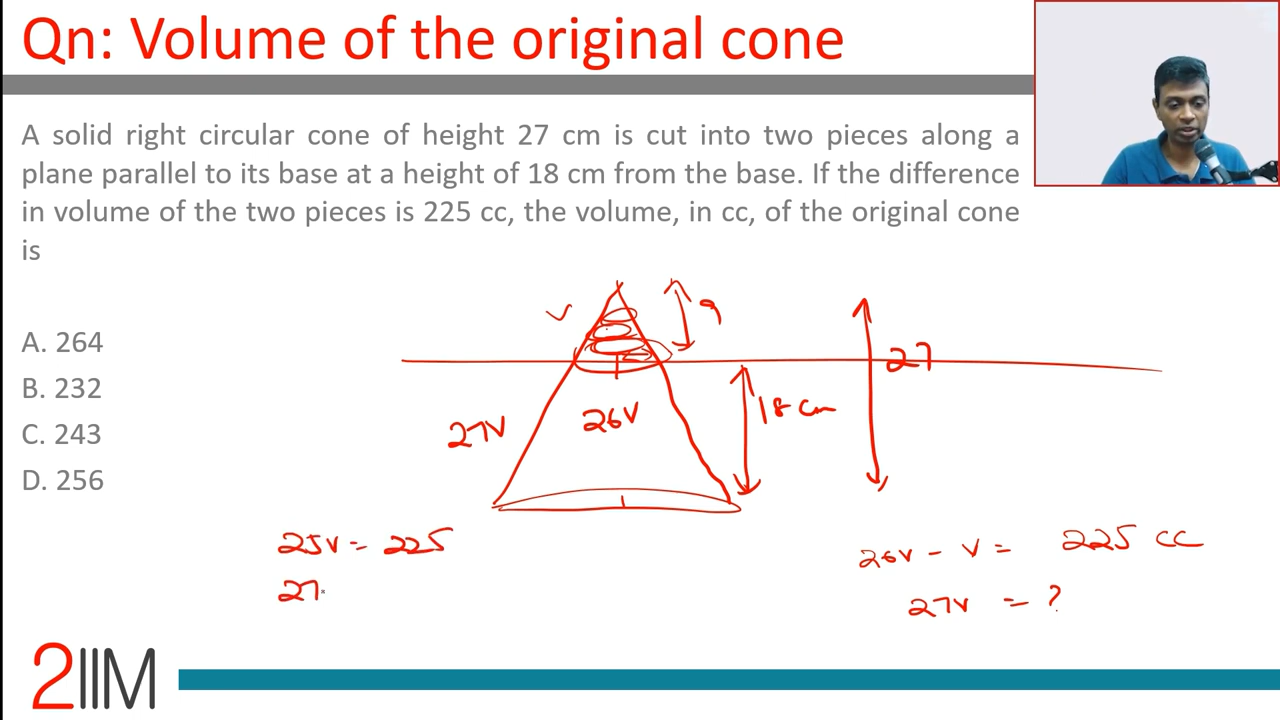 Qn: Volume of the original cone
A solid right circular cone of height 27 cm is cut into two pieces along a
plane parallel to its base at a height of 18 cm from the base. If the difference
in volume of the two pieces is 225 cc, the volume, in cc, of the original cone
is
A. 264
B. 232
C. 243
D. 256
V
9
27
18 cm
27V
26V
25V = 225
27
26V - V = 225 CC
27V = ?
2IIM